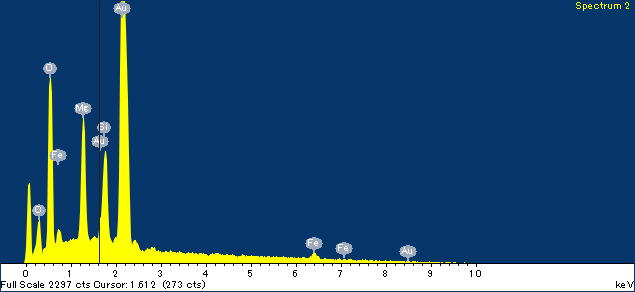 Spectrum 2
Au
O
Mg
Si
Au
Fe
O
Fe
Fe
Au
0 1 2 3 4 5 6 7 8 9 10
Full Scale 2297 cts Cursor: 1.612 (273 cts) keV